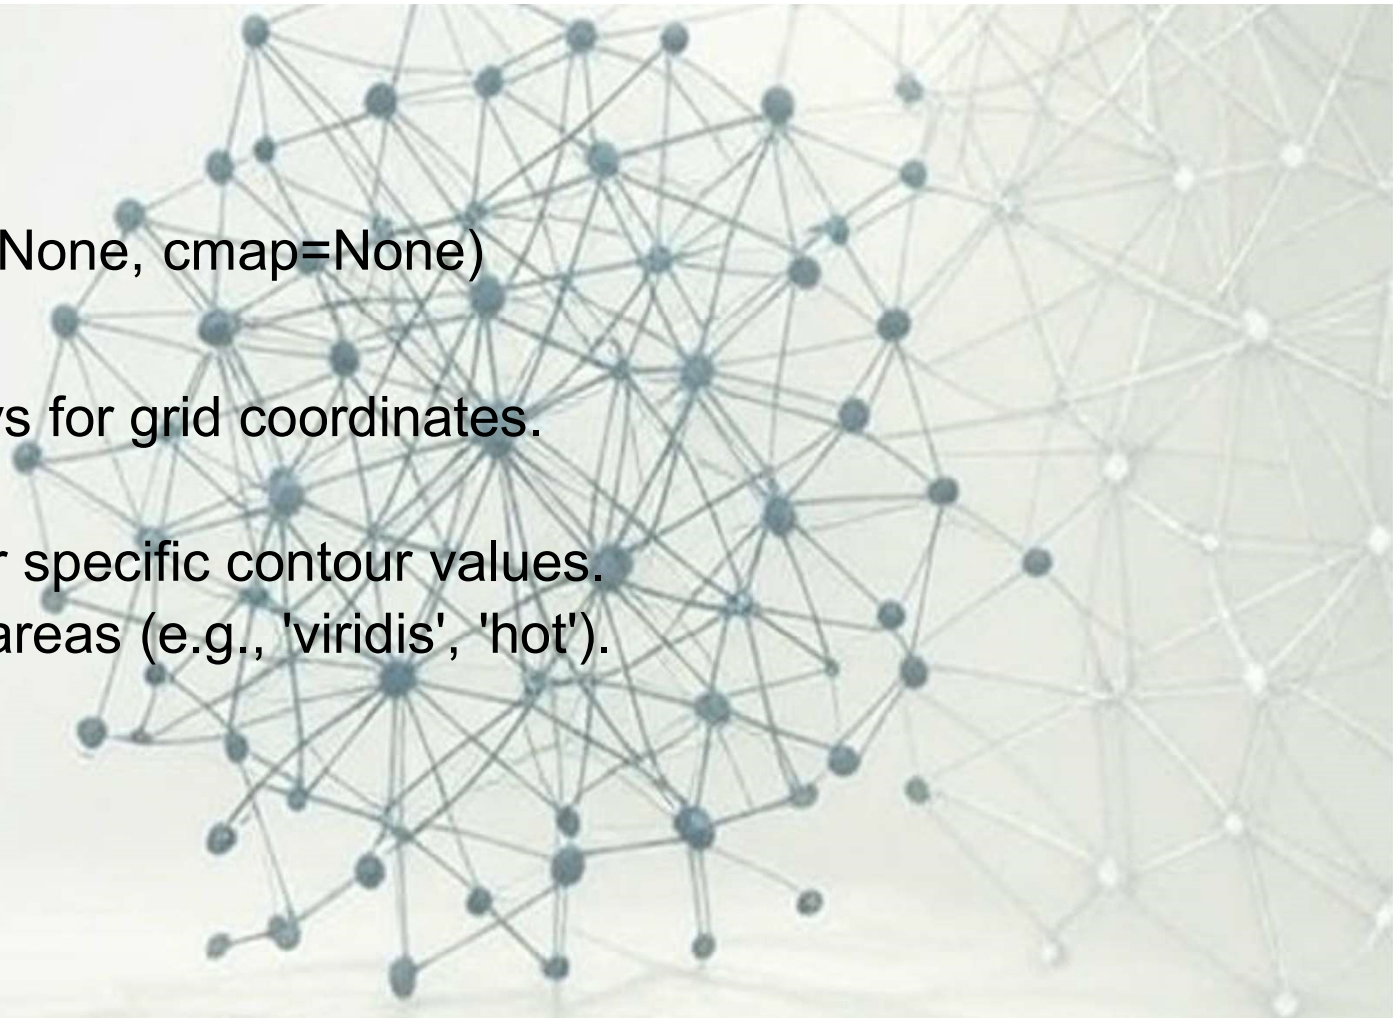 None, cmap=None)
s for grid coordinates.
r specific contour values.
areas (e.g., 'viridis', 'hot').